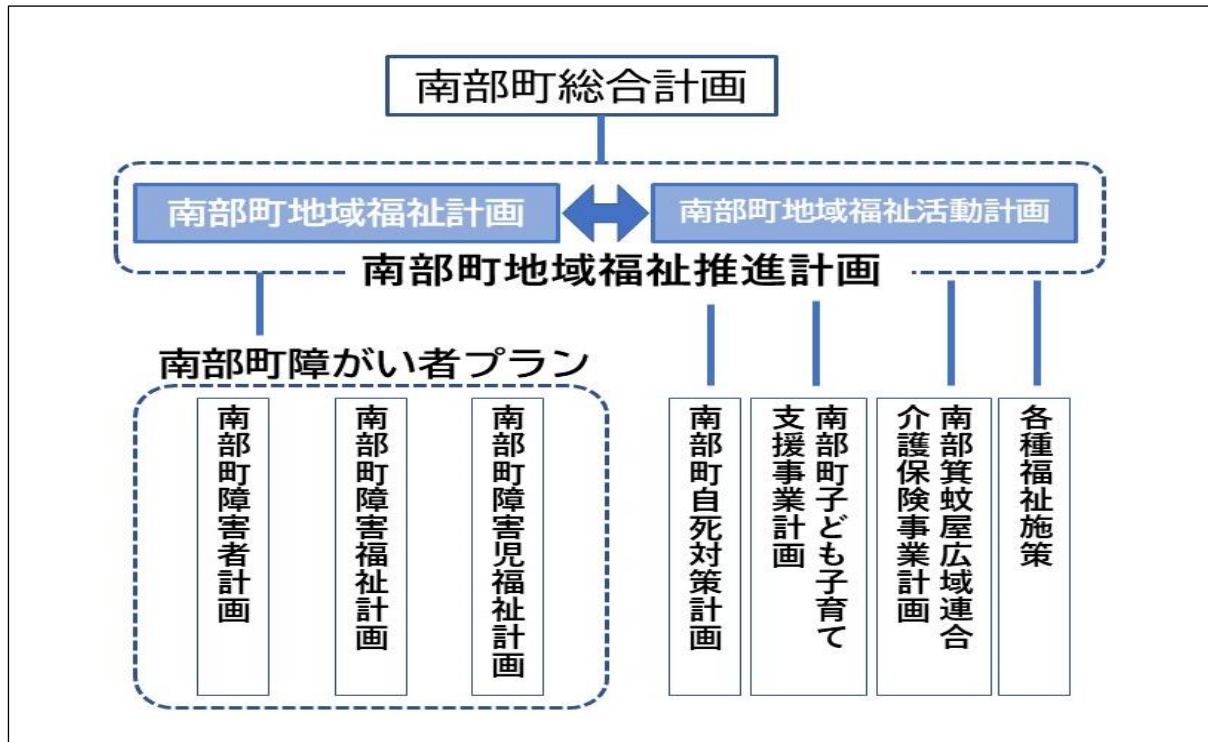 南部町総合計画
南部町地域福祉計画
南部町地域福祉活動計画
南部町地域福祉推進計画
南部町障がい者プラン
南部町障害者計画
南部町障害福祉計画
南部町障害児福祉計画
南部町自死対策計画
南部町子ども子育て
支援事業計画
南部箕蚊屋広域連合
介護保険事業計画
各種福祉施策